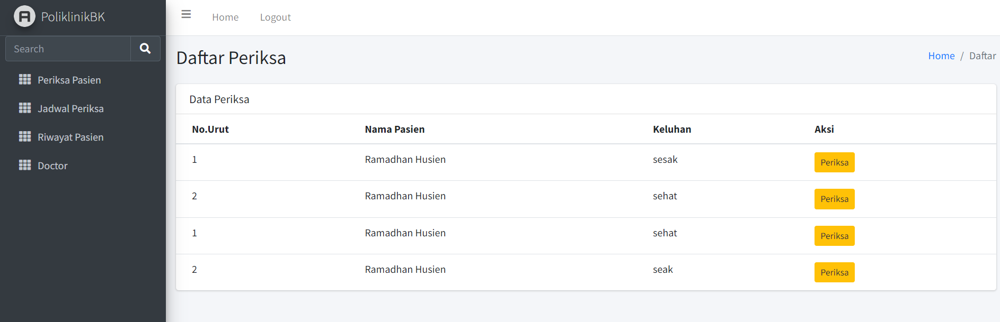 PoliklinikBK
Home Logout
Search
Periksa Pasien
Jadwal Periksa
Riwayat Pasien
Doctor
Daftar Periksa
Home / Daftar
Data Periksa
No.Urut Nama Pasien Keluhan Aksi
1 Ramadhan Husien sesak Periksa
2 Ramadhan Husien sehat Periksa
1 Ramadhan Husien sehat Periksa
2 Ramadhan Husien seak Periksa